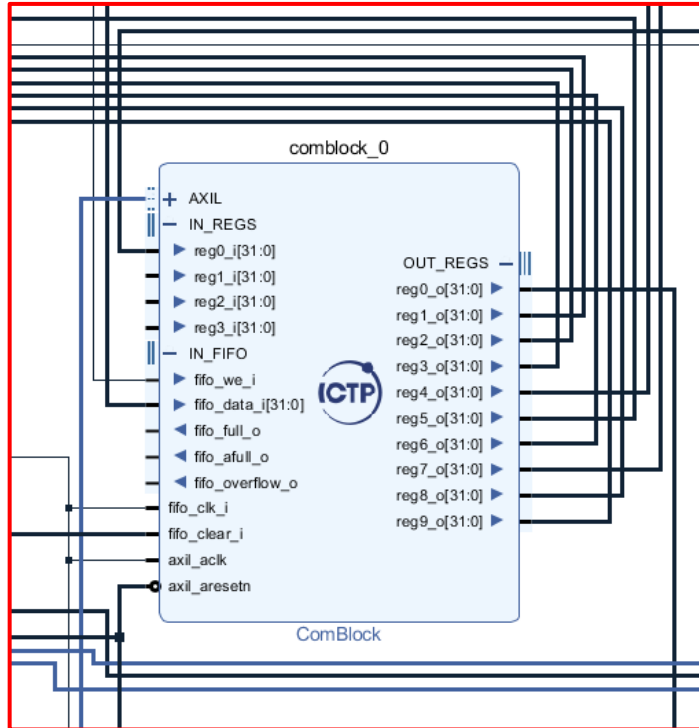 comblock_0
AXIL
IN_REGS
reg0_i[31:0]
reg1_i[31:0]
reg2_i[31:0]
reg3_i[31:0]
IN_FIFO
fifo_we_i
fifo_data_i[31:0]
fifo_full_o
fifo_afull_o
fifo_overflow_o
fifo_clk_i
fifo_clear_i
axil_aclk
axil_aresetn
ICTP
OUT_REGS
reg0_o[31:0]
reg1_o[31:0]
reg2_o[31:0]
reg3_o[31:0]
reg4_o[31:0]
reg5_o[31:0]
reg6_o[31:0]
reg7_o[31:0]
reg8_o[31:0]
reg9_o[31:0]
ComBlock